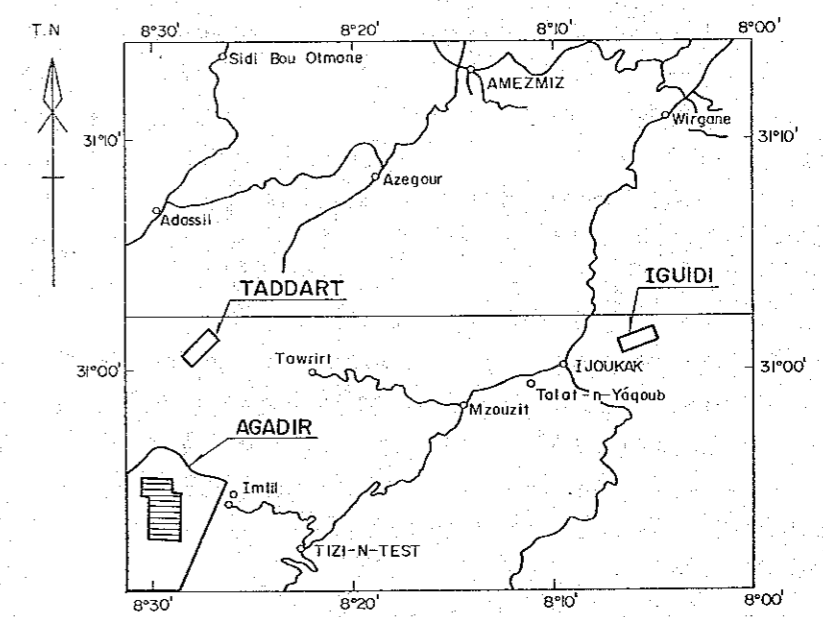 T.N
8°30'
8°20'
8°10'
8°00'
Sidi Bou Otmane
AMEZMIZ
Wirgane
31°10'
31°10'
Azegour
Adassil
TADDART
IGUIDI
Tawrirt
IJOUKAK
31°00'
31°00'
Talat-n-Yáqoub
Mzouzit
AGADIR
Imlil
TIZI-N-TEST
8°30'
8°20'
8°10'
8°00'